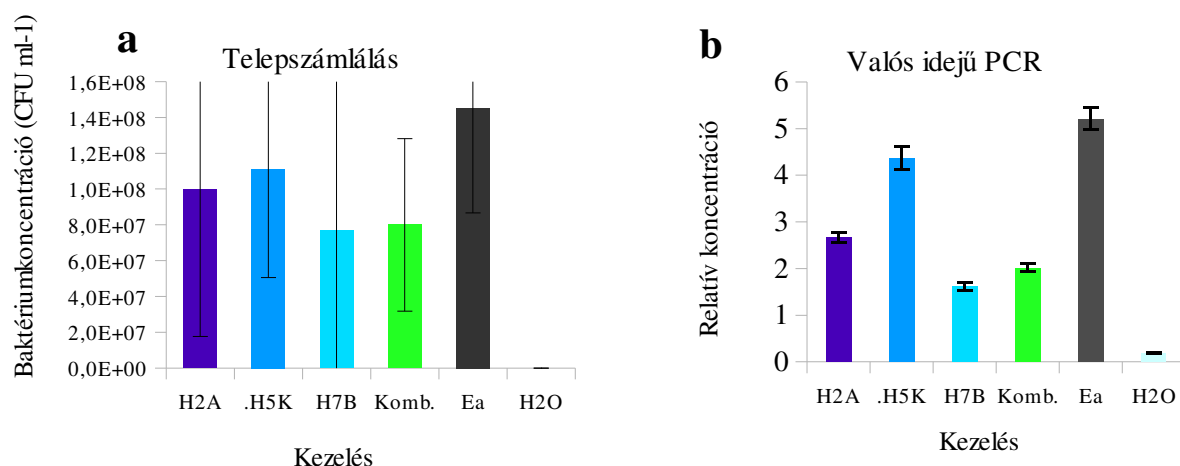 a
Telepszámlálás
Baktériumkoncentráció (CFU ml-1)
1,6E+08
1,4E+08
1,2E+08
1,0E+08
8,0E+07
6,0E+07
4,0E+07
2,0E+07
0,0E+00
H2A .H5K H7B Komb. Ea H2O
Kezelés
b
Valós idejű PCR
Relatív koncentráció
6
5
4
3
2
1
0
H2A .H5K H7B Komb. Ea H2O
Kezelés